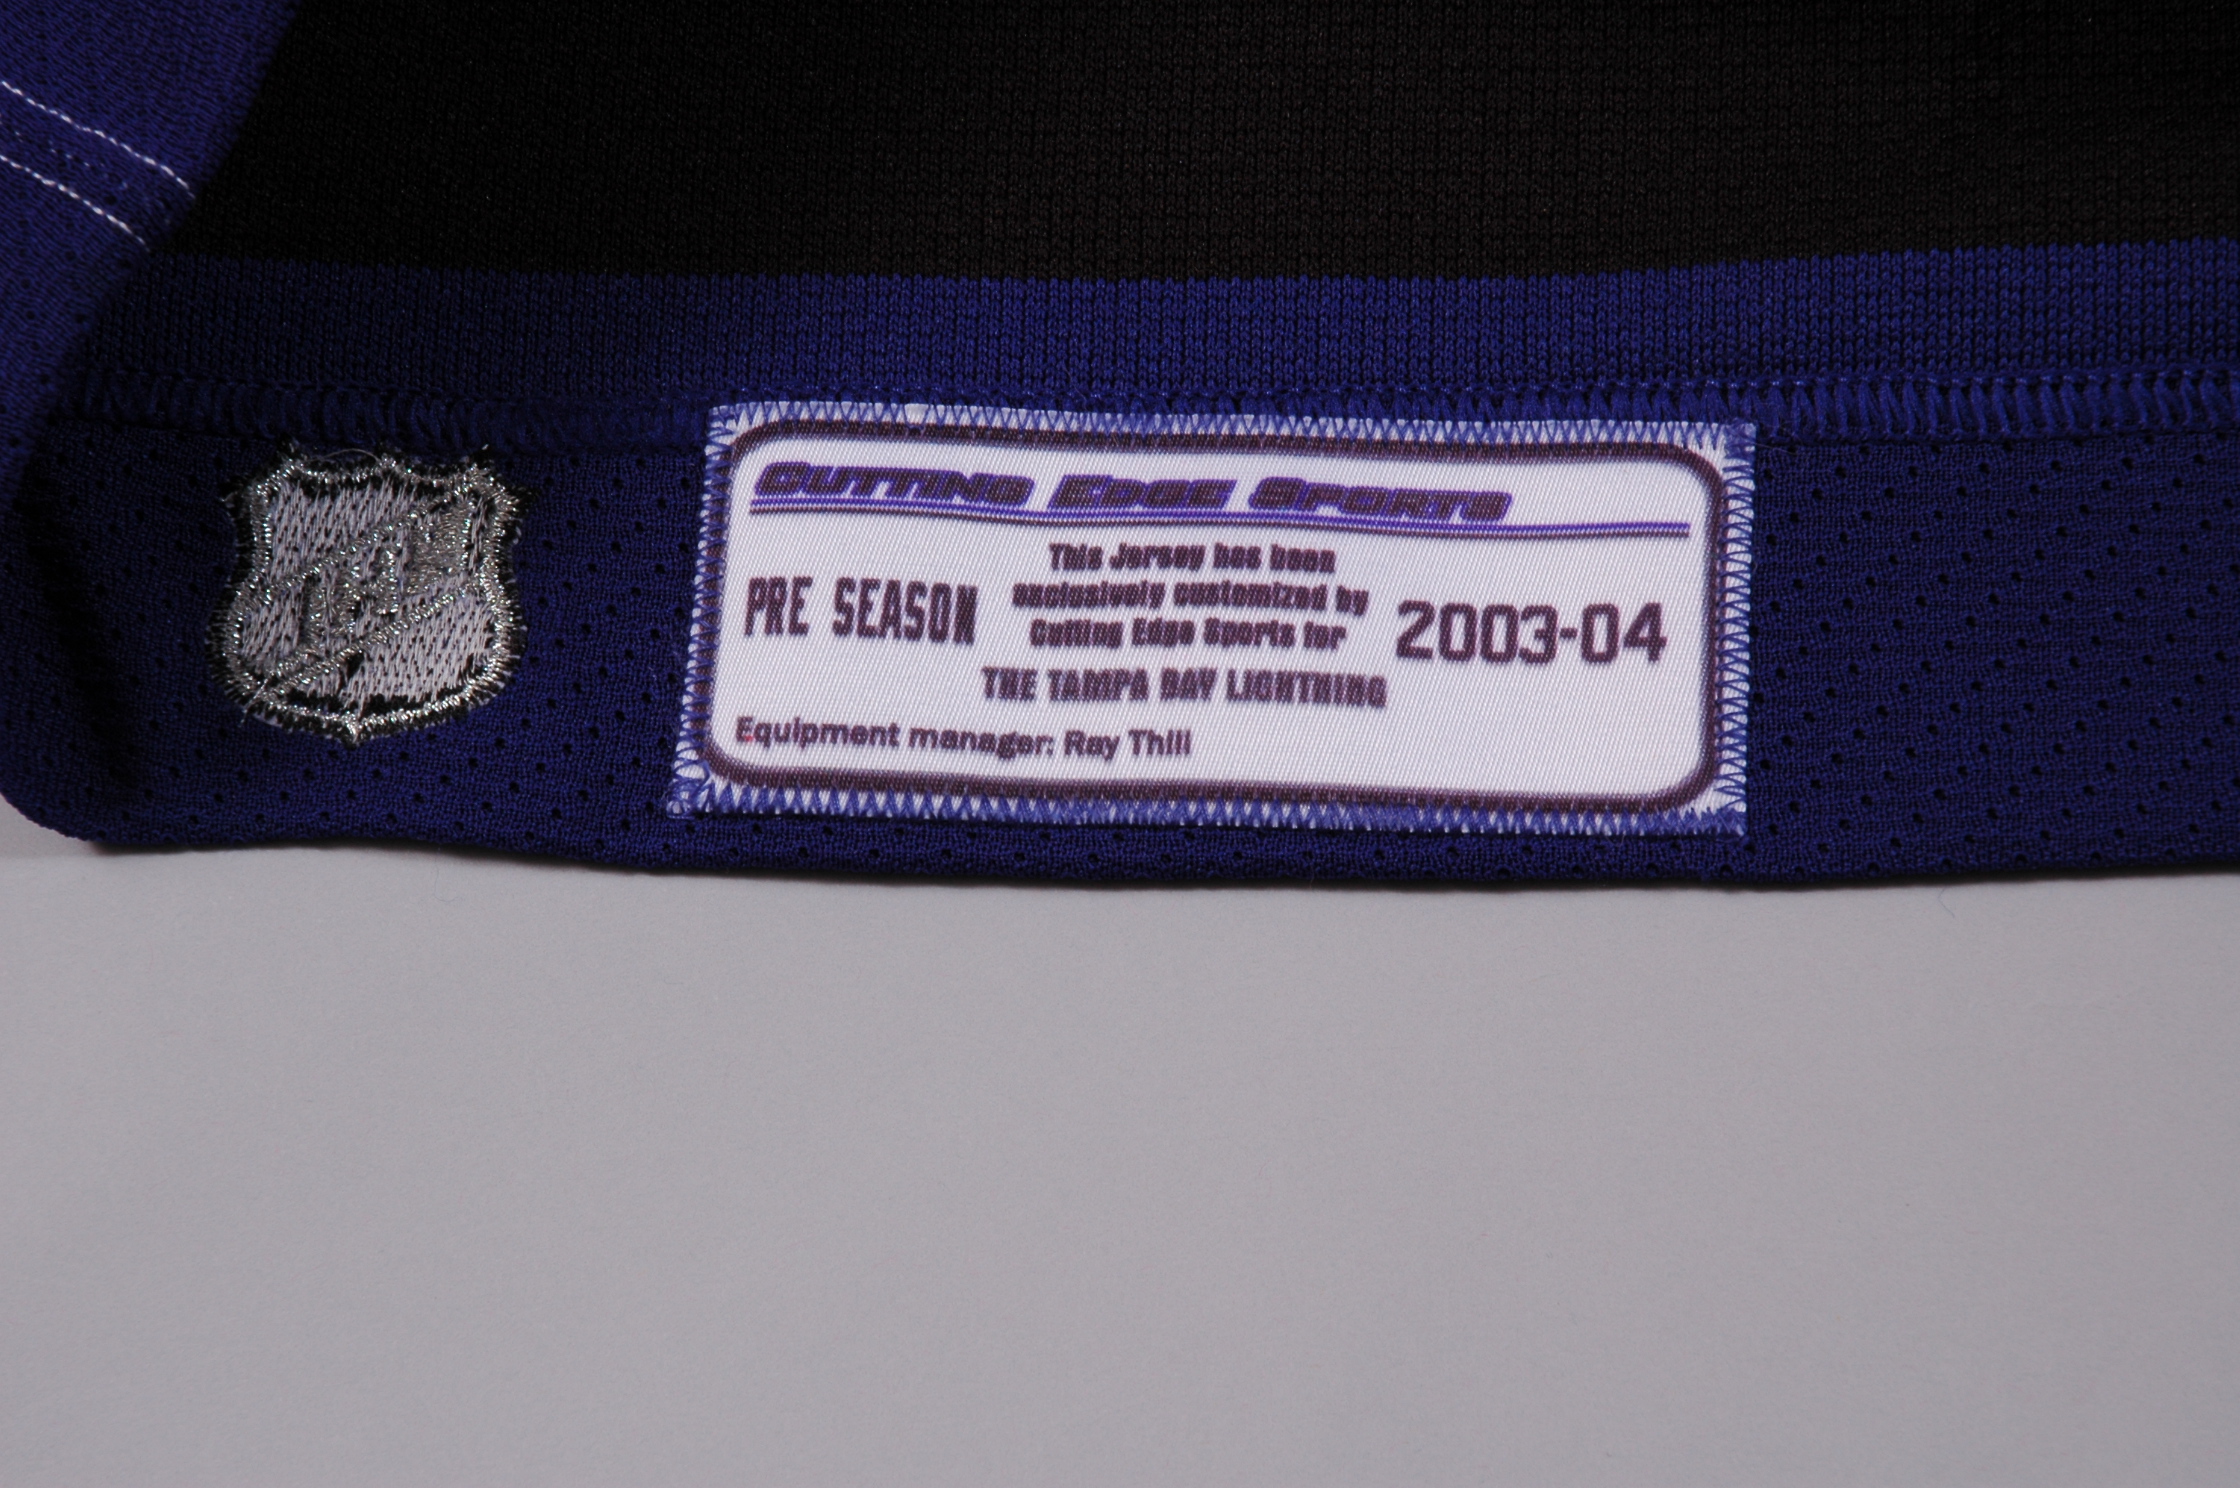 NHL
CUTTING EDGE SPORTS
This Jersey has been
exclusively customized by
Cutting Edge Sports for
THE TAMPA BAY LIGHTNING
PRE SEASON
2003-04
Equipment manager: Ray Thill